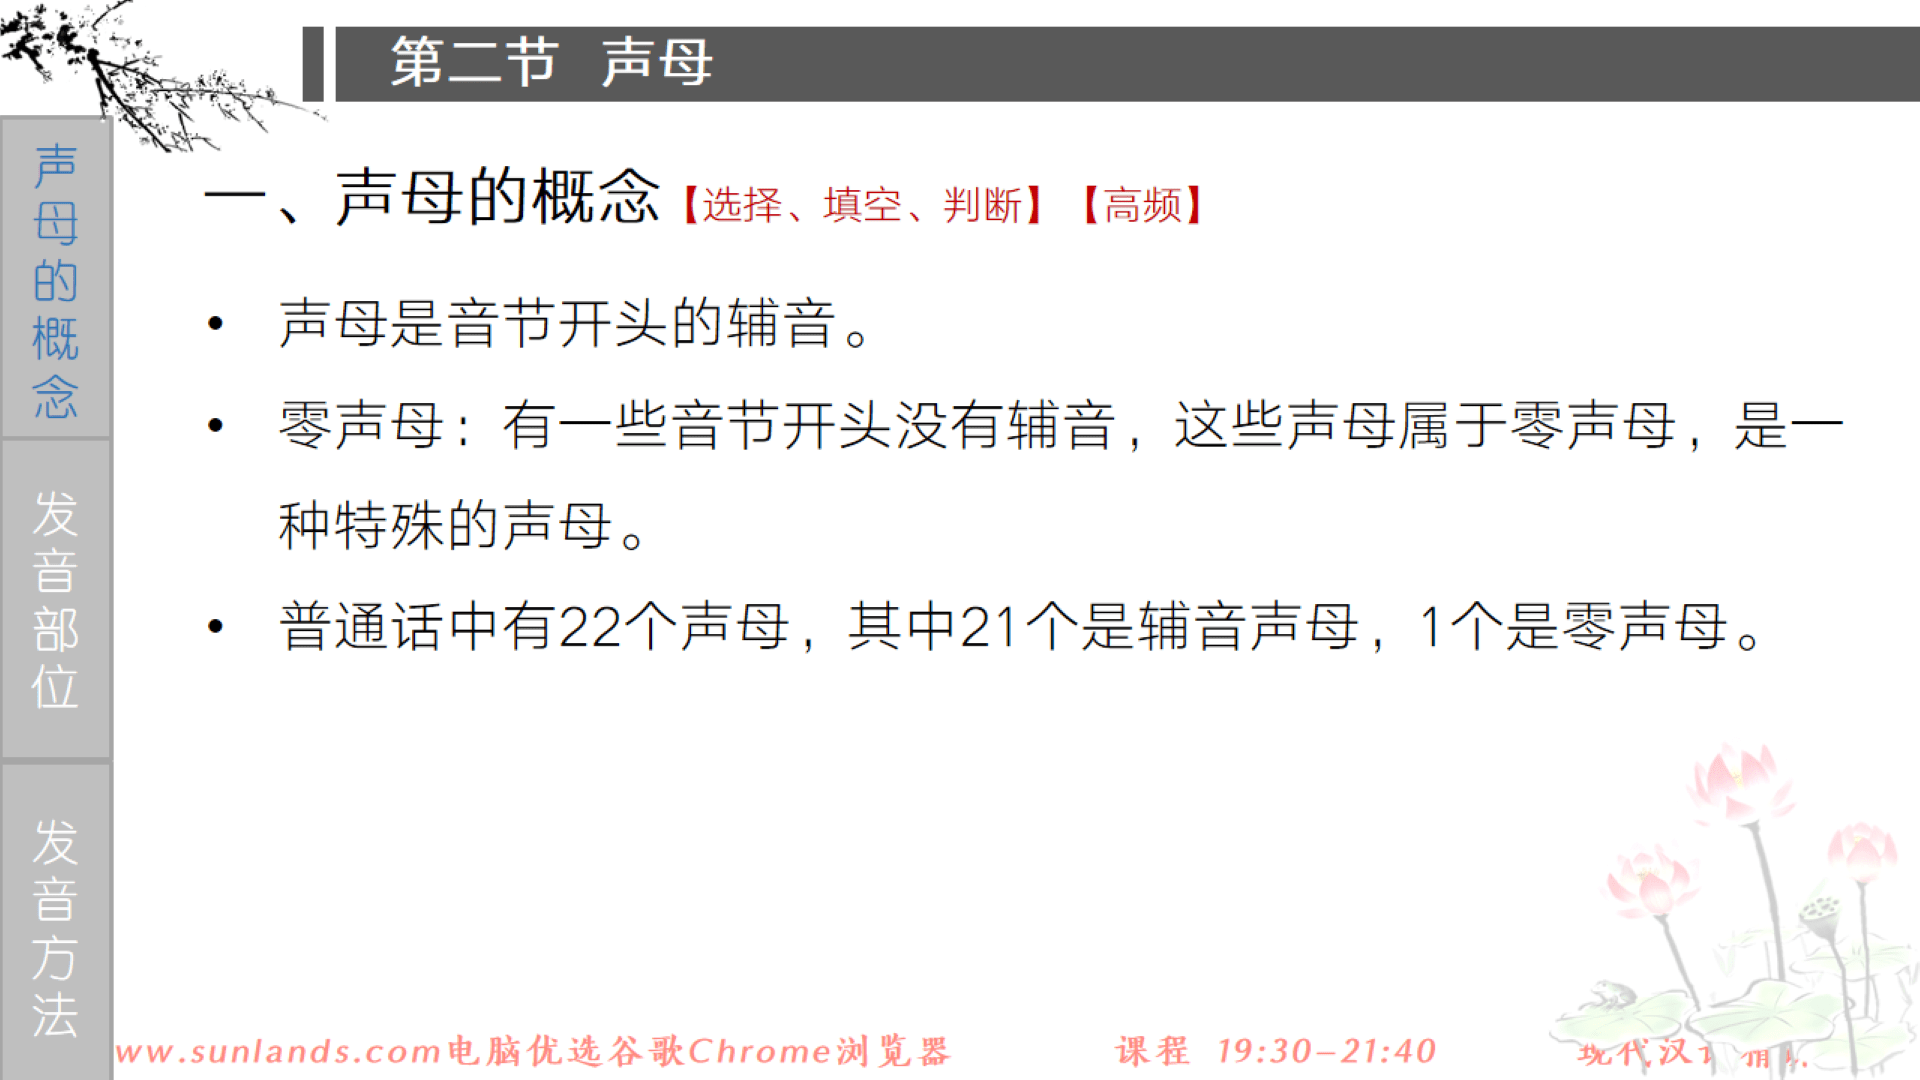 第二节 声母
声母的概念
发音部位
发音方法
一、声母的概念【选择、填空、判断】【高频】
• 声母是音节开头的辅音。
• 零声母：有一些音节开头没有辅音，这些声母属于零声母，是一
种特殊的声母。
• 普通话中有22个声母，其中21个是辅音声母，1个是零声母。
ww.sunlands.com电脑优选谷歌Chrome浏览器 课程 19:30-21:40 现代汉